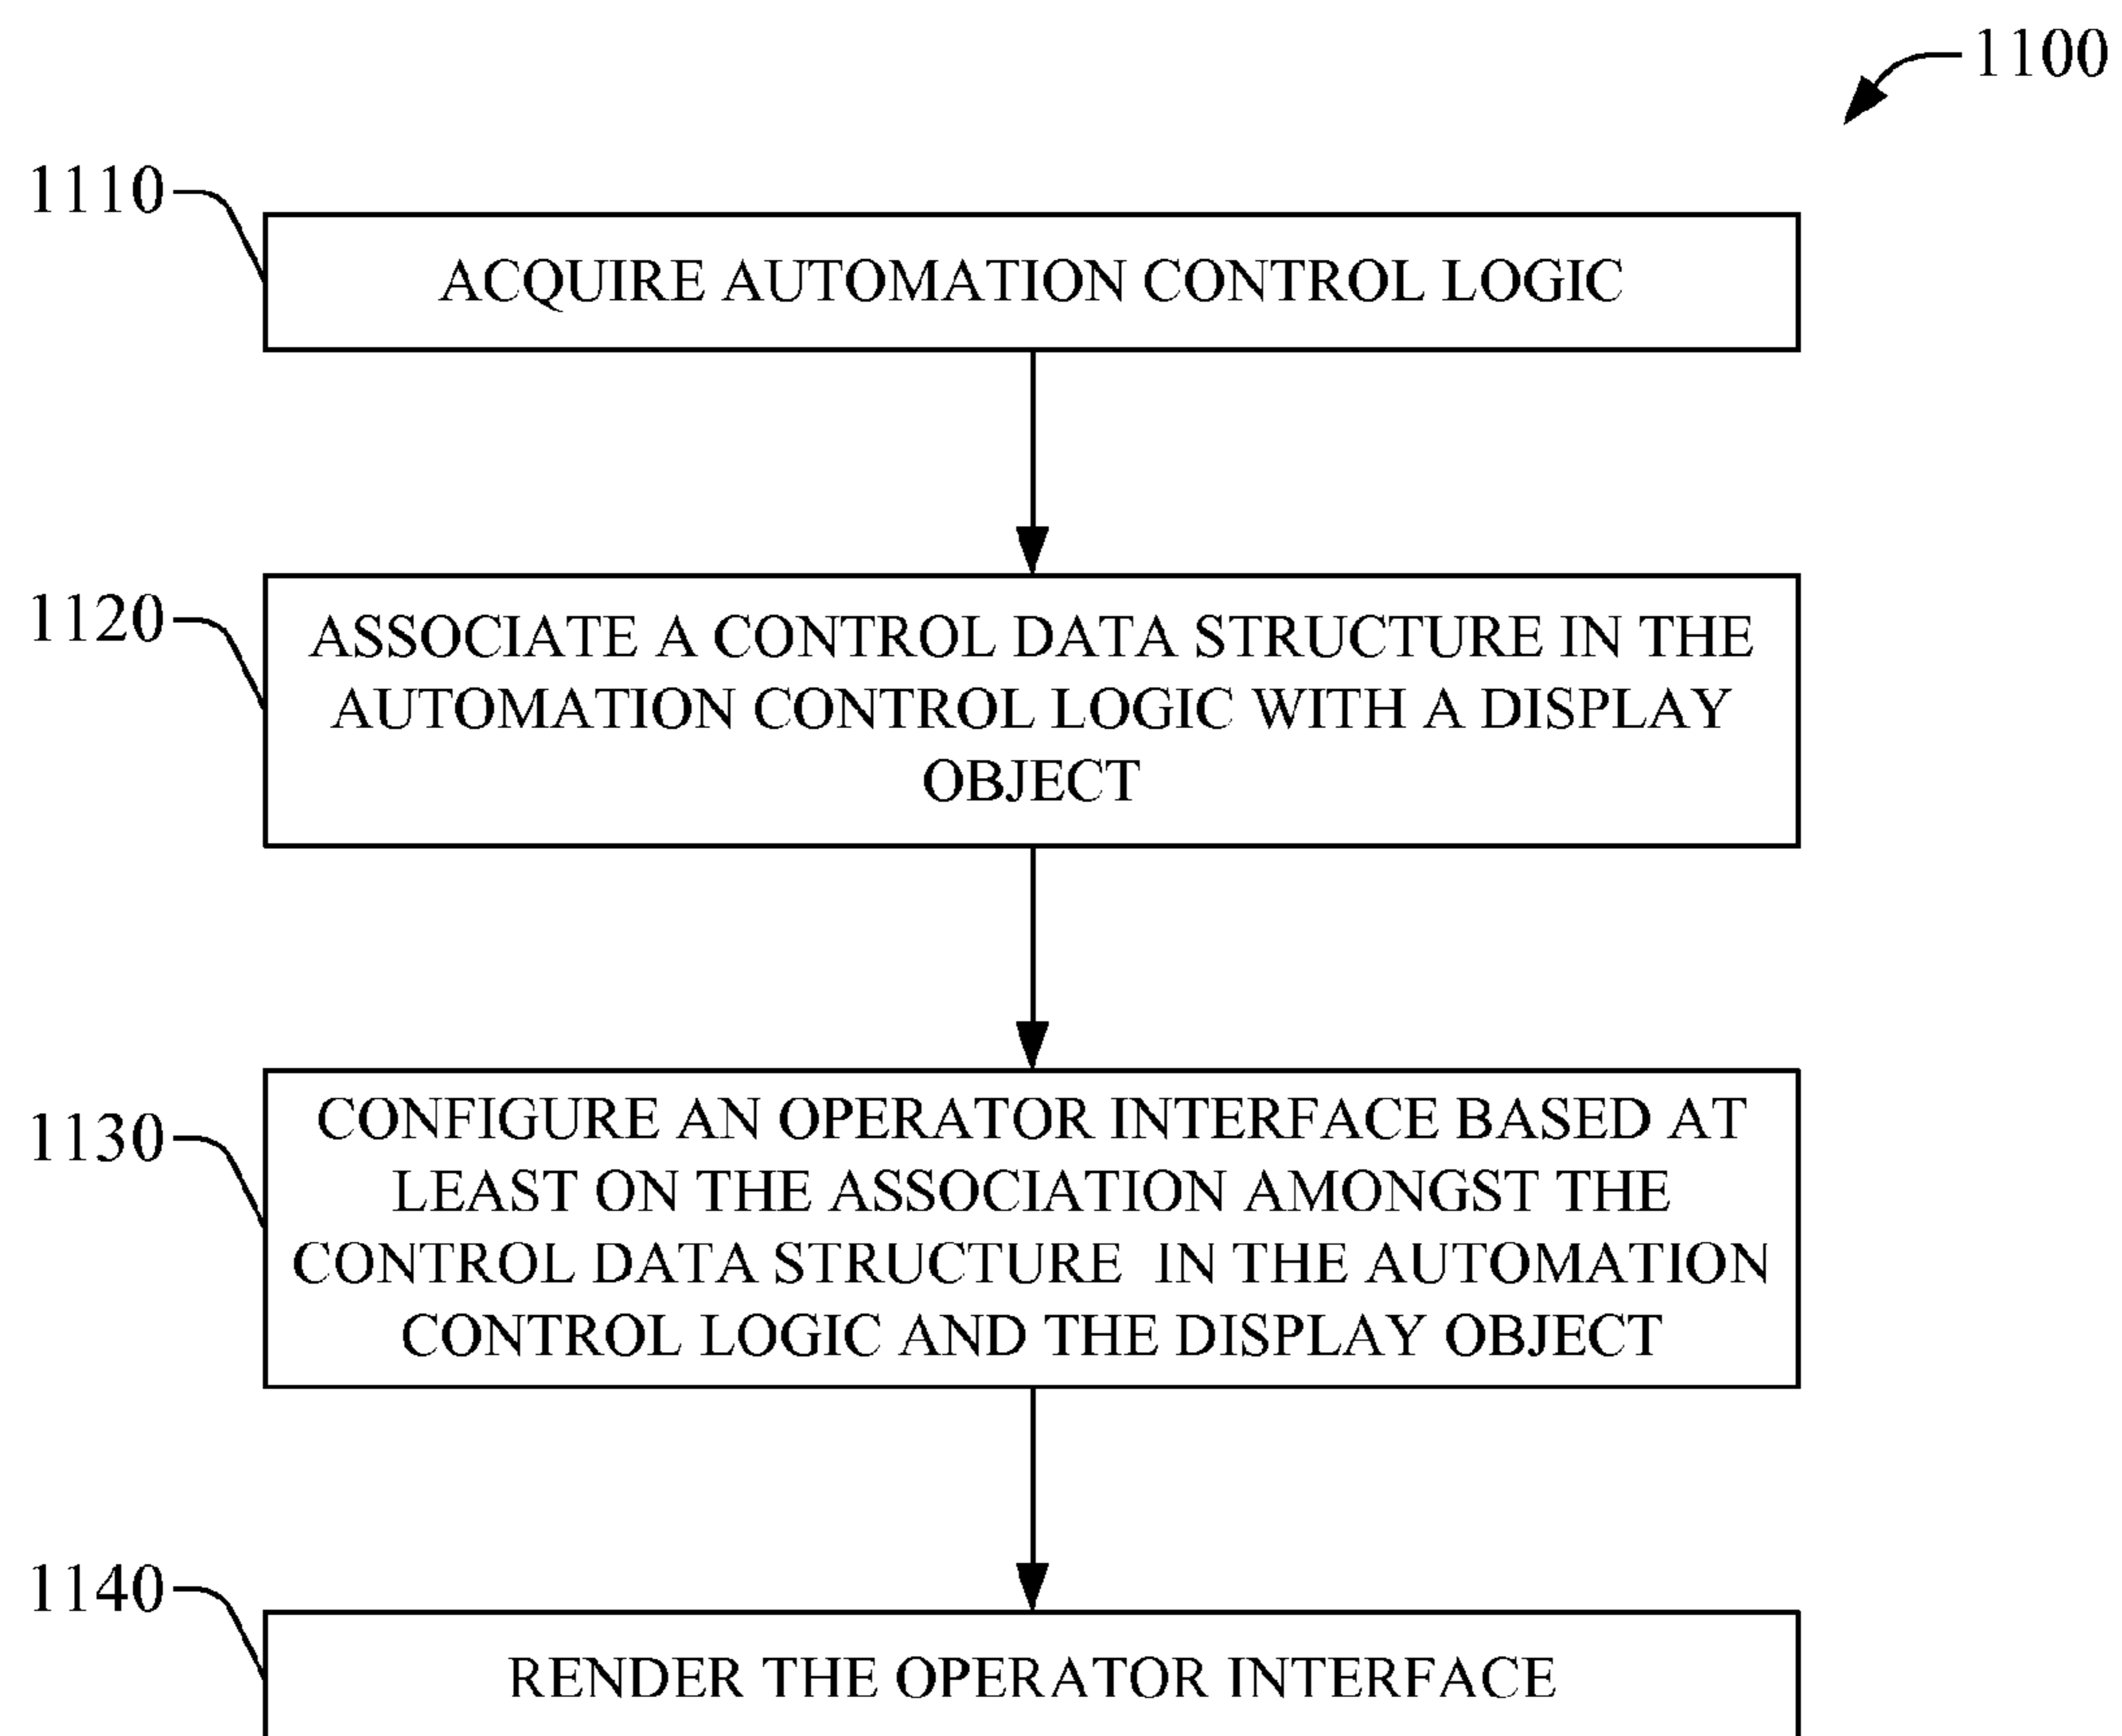 1100
1110
ACQUIRE AUTOMATION CONTROL LOGIC
1120
ASSOCIATE A CONTROL DATA STRUCTURE IN THE
AUTOMATION CONTROL LOGIC WITH A DISPLAY
OBJECT
1130
CONFIGURE AN OPERATOR INTERFACE BASED AT
LEAST ON THE ASSOCIATION AMONGST THE
CONTROL DATA STRUCTURE IN THE AUTOMATION
CONTROL LOGIC AND THE DISPLAY OBJECT
1140
RENDER THE OPERATOR INTERFACE